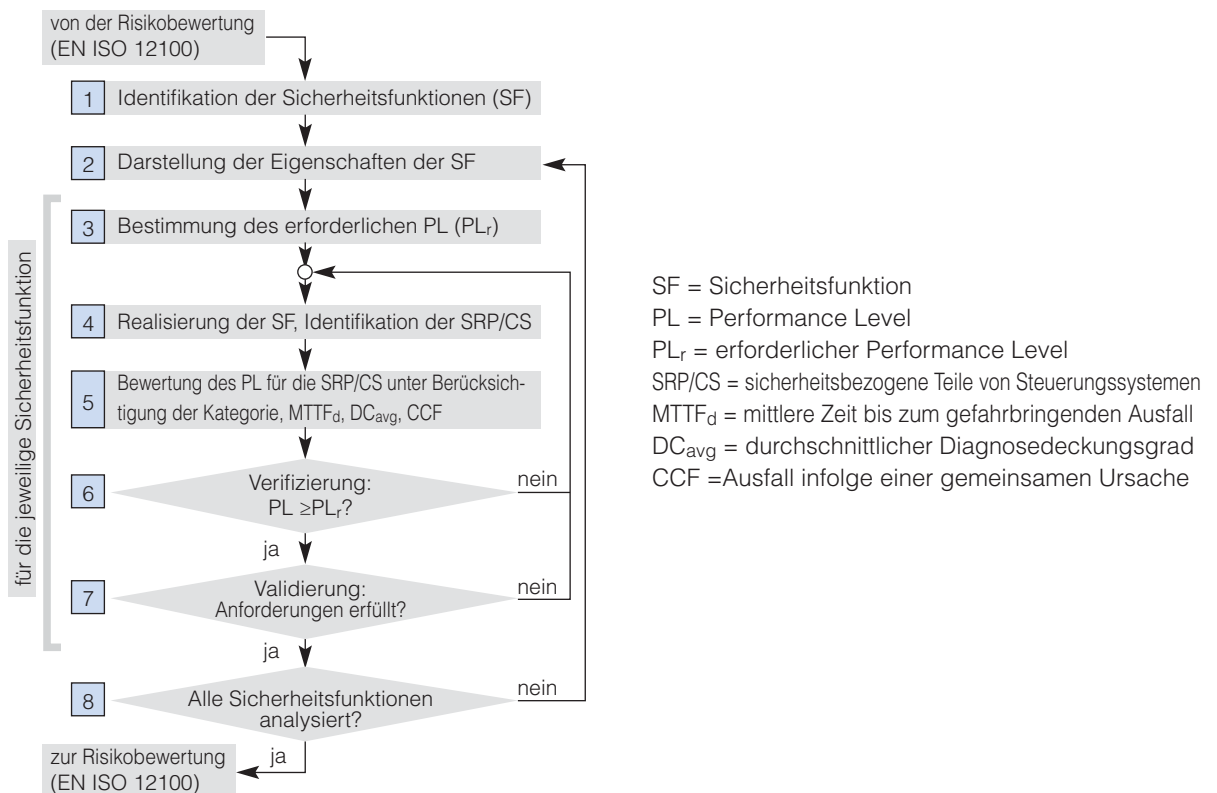 von der Risikobewertung
(EN ISO 12100)
1 Identifikation der Sicherheitsfunktionen (SF)
2 Darstellung der Eigenschaften der SF
für die jeweilige Sicherheitsfunktion
3 Bestimmung des erforderlichen PL (PLr)
4 Realisierung der SF, Identifikation der SRP/CS
5 Bewertung des PL für die SRP/CS unter Berücksich-
tigung der Kategorie, MTTFd, DCavg, CCF
6 Verifizierung:
PL ≥PLr?
nein
ja
7 Validierung:
Anforderungen erfüllt?
nein
ja
8 Alle Sicherheitsfunktionen
analysiert?
nein
ja
zur Risikobewertung
(EN ISO 12100)
SF = Sicherheitsfunktion
PL = Performance Level
PLr = erforderlicher Performance Level
SRP/CS = sicherheitsbezogene Teile von Steuerungssystemen
MTTFd = mittlere Zeit bis zum gefahrbringenden Ausfall
DCavg = durchschnittlicher Diagnosedeckungsgrad
CCF =Ausfall infolge einer gemeinsamen Ursache